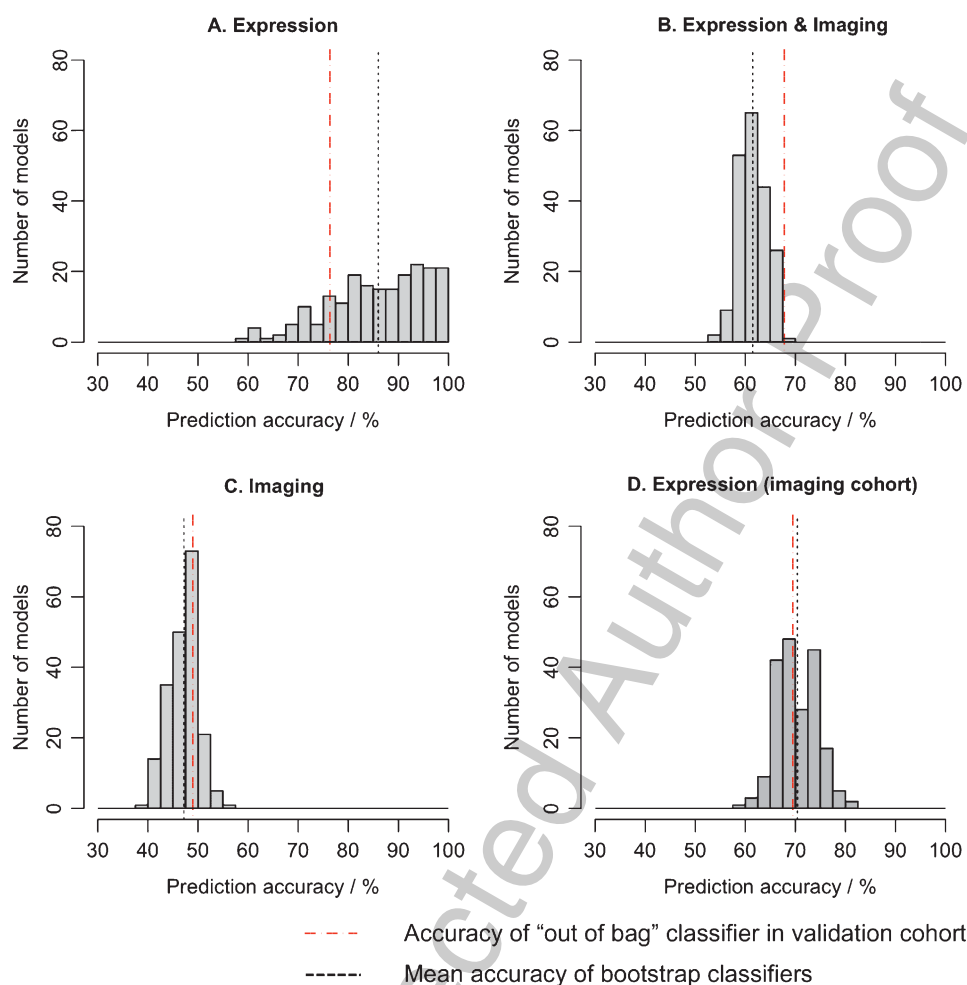 A. Expression
80
60
40
20
0
Number of models
30 40 50 60 70 80 90 100
Prediction accuracy / %
B. Expression & Imaging
80
60
40
20
0
Number of models
30 40 50 60 70 80 90 100
Prediction accuracy / %
C. Imaging
80
60
40
20
0
Number of models
30 40 50 60 70 80 90 100
Prediction accuracy / %
D. Expression (imaging cohort)
80
60
40
20
0
Number of models
30 40 50 60 70 80 90 100
Prediction accuracy / %
Accuracy of “out of bag” classifier in validation cohort
Mean accuracy of bootstrap classifiers
ected Author Proof